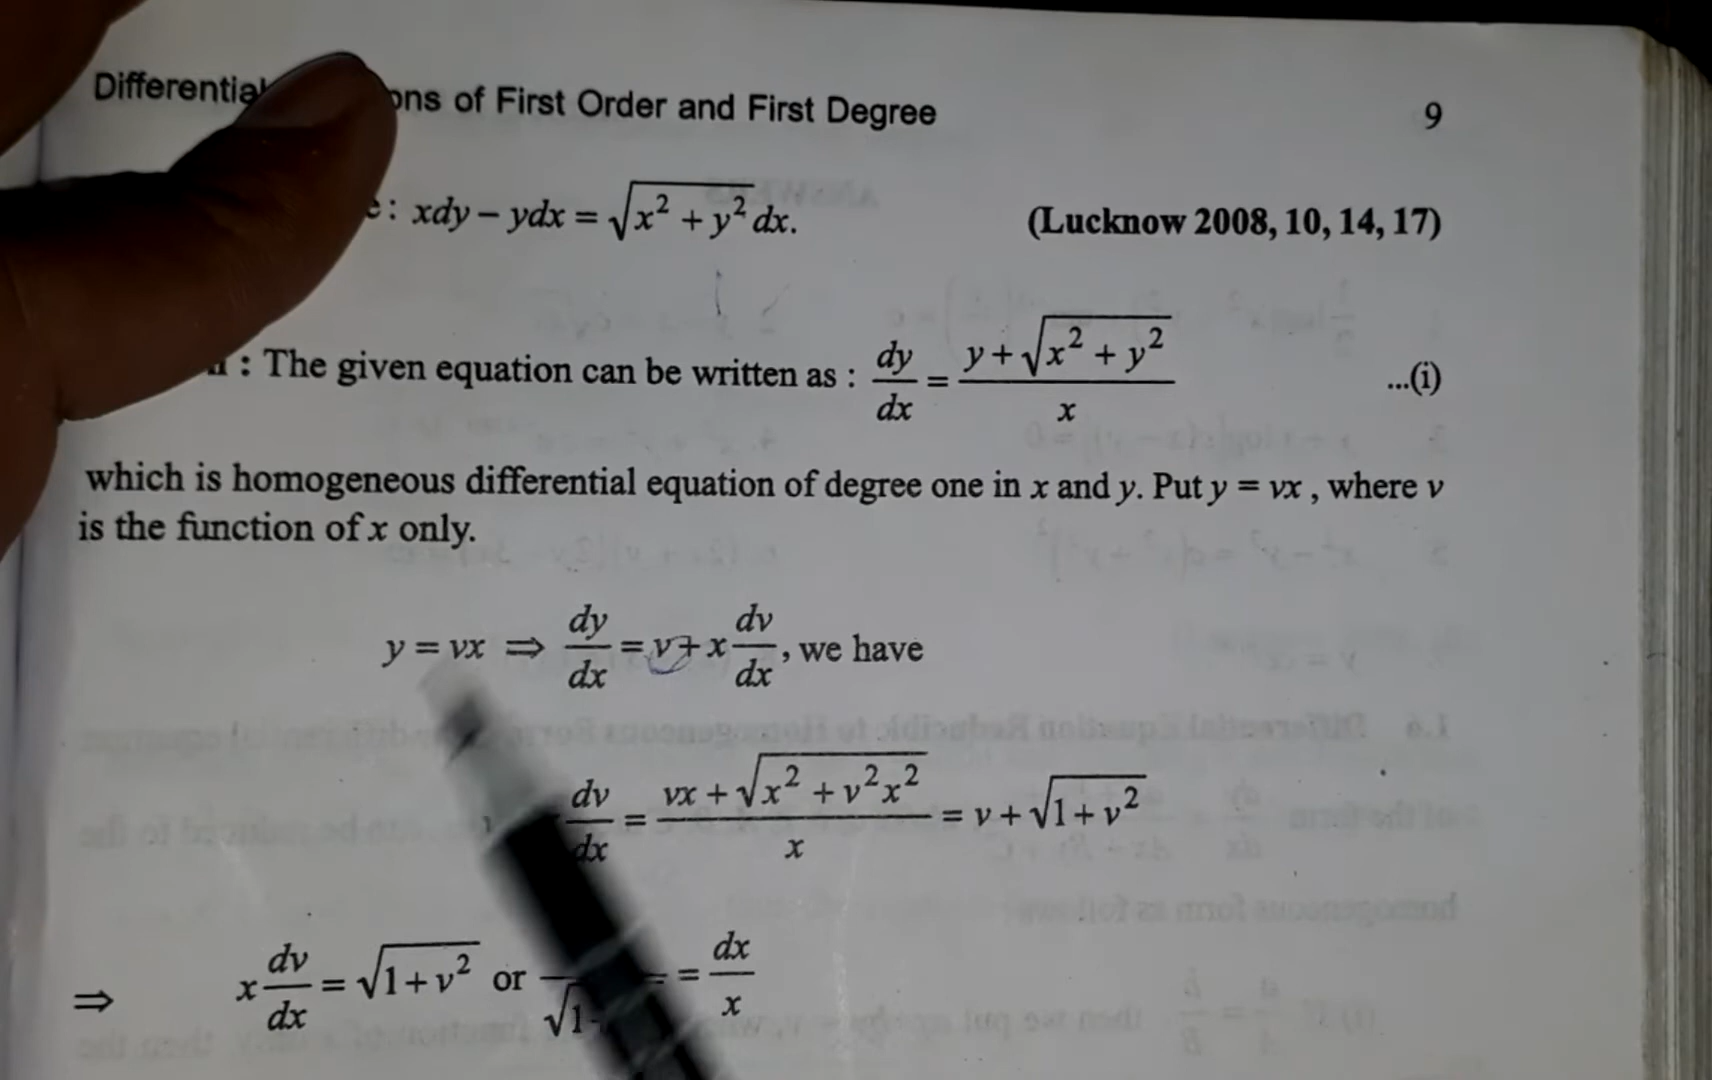 Differential ons of First Order and First Degree 9
: xdy – ydx = √(x² + y²) dx. (Lucknow 2008, 10, 14, 17)
: The given equation can be written as : dy/dx = (y + √(x² + y²))/x ...(i)
which is homogeneous differential equation of degree one in x and y. Put y = vx , where v
is the function of x only.
y = vx ⇒ dy/dx = v + x dv/dx , we have
dv/dx = (vx + √(x² + v²x²))/x = v + √(1 + v²)
⇒ x dv/dx = √(1 + v²) or = dx/x